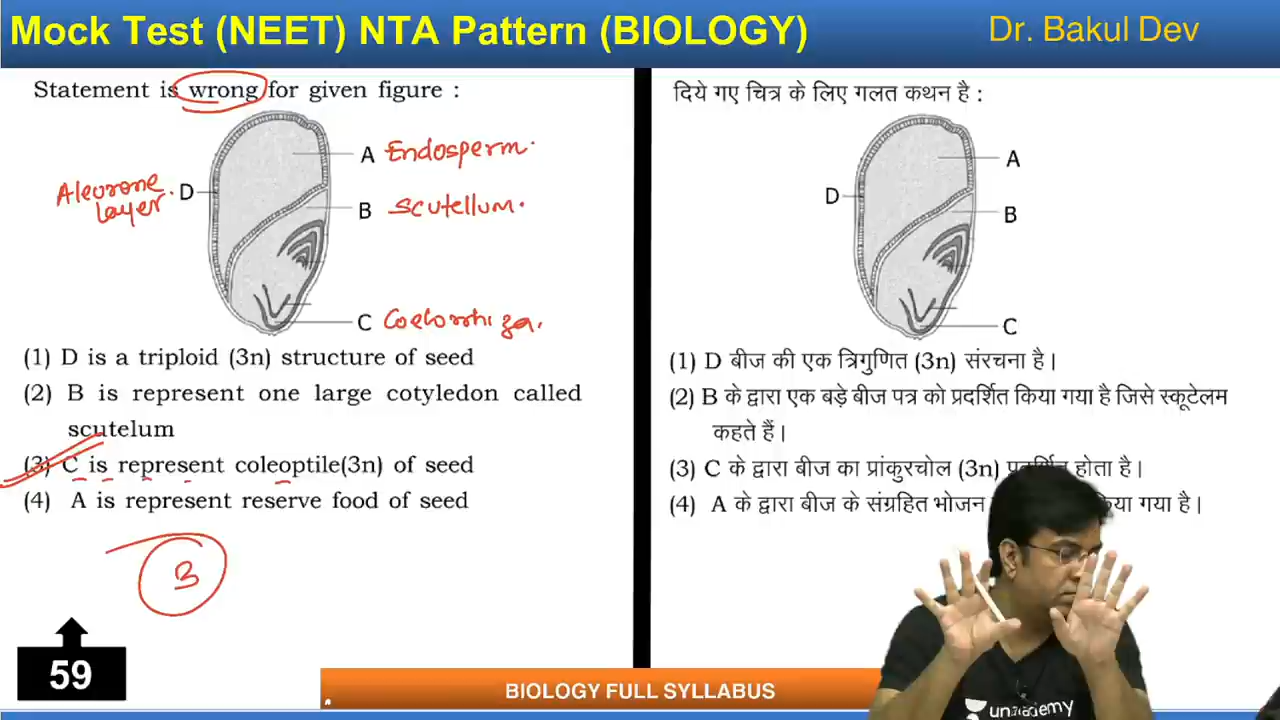 Mock Test (NEET) NTA Pattern (BIOLOGY)
Dr. Bakul Dev
Statement is wrong for given figure :
A Endosperm.
Aleurone layer. D
B Scutellum.
C Coelorrhiza.
(1) D is a triploid (3n) structure of seed
(2) B is represent one large cotyledon called
scutelum
(3) C is represent coleoptile(3n) of seed
(4) A is represent reserve food of seed
3
59
दिये गए चित्र के लिए गलत कथन है :
A
D
B
C
(1) D बीज की एक त्रिगुणित (3n) संरचना है।
(2) B के द्वारा एक बड़े बीज पत्र को प्रदर्शित किया गया है जिसे स्कूटेलम
कहते हैं।
(3) C के द्वारा बीज का प्रांकुरचोल (3n) प्रदर्शित होता है।
(4) A के द्वारा बीज के संग्रहित भोजन किया गया है।
BIOLOGY FULL SYLLABUS
unacademy